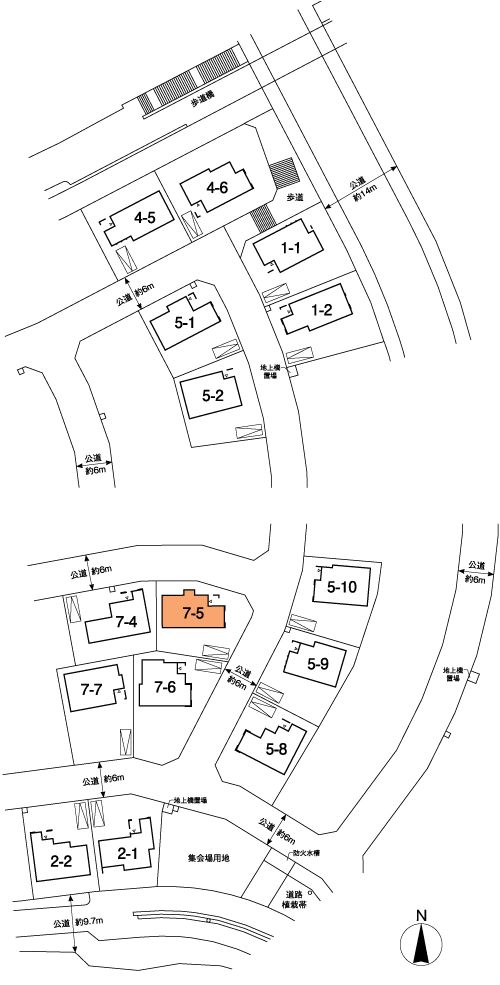 歩道橋
4-6
4-5
歩道
公道
約14m
1-1
公道 約6m
1-2
5-1
地上機
置場
5-2
公道
約6m
公道 約6m
5-10
公道
約6m
7-5
7-4
5-9
公道
約6m
地上機
置場
7-7
7-6
5-8
公道 約6m
地上機置場
公道
約6m
2-2
2-1
集会場用地
防火水槽
道路
植栽帯
公道 約9.7m
N